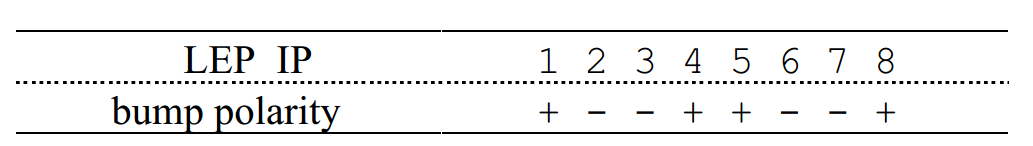 LEP IP 1 2 3 4 5 6 7 8
bump polarity + − − + + − − +